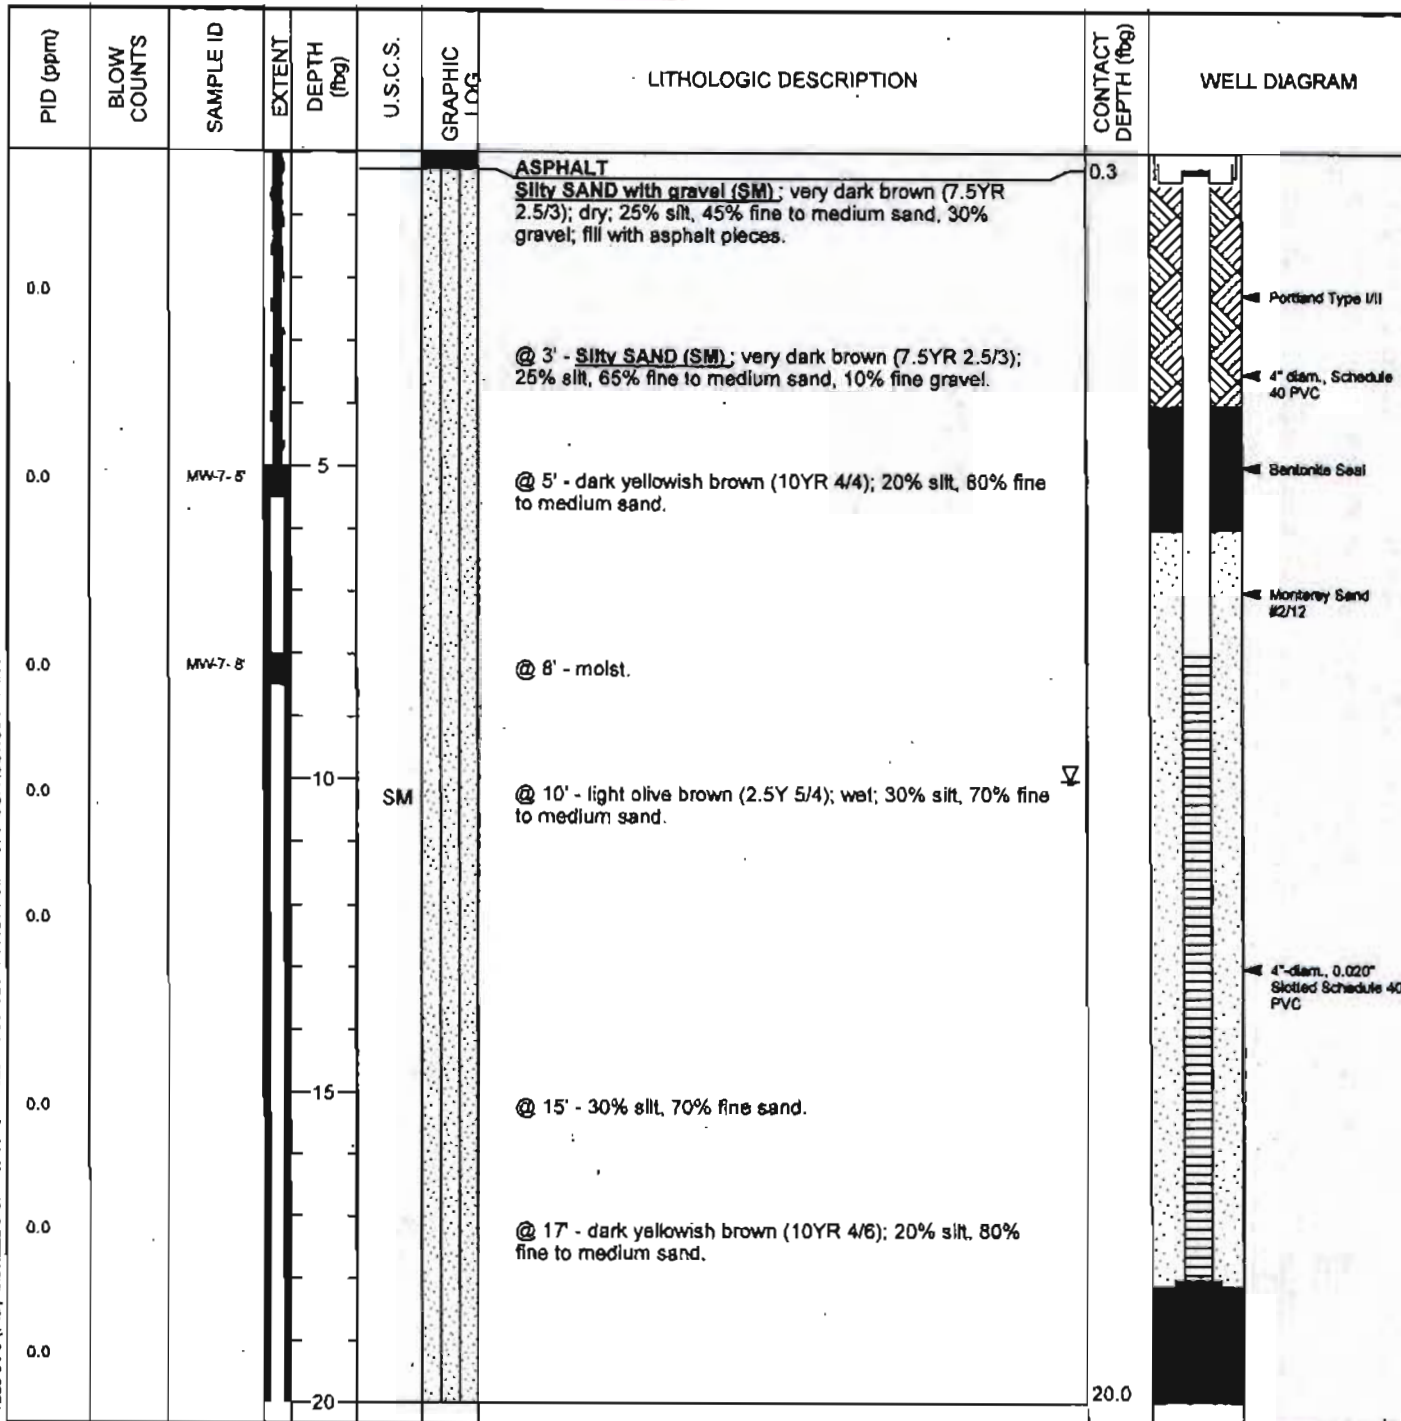 PID (ppm)
BLOW
COUNTS
SAMPLE ID
EXTENT
DEPTH
(fbg)
U.S.C.S.
GRAPHIC
LOG
LITHOLOGIC DESCRIPTION
CONTACT
DEPTH (fbg)
WELL DIAGRAM
ASPHALT
0.3
Silty SAND with gravel (SM); very dark brown (7.5YR
2.5/3); dry; 25% silt, 45% fine to medium sand, 30%
gravel; fill with asphalt pieces.
0.0
Portland Type I/II
@ 3' - Silty SAND (SM); very dark brown (7.5YR 2.5/3);
25% silt, 65% fine to medium sand, 10% fine gravel.
4" diam., Schedule
40 PVC
0.0
MW-7- 5'
5
@ 5' - dark yellowish brown (10YR 4/4); 20% silt, 80% fine
to medium sand.
Bentonite Seal
Monterey Sand
#2/12
0.0
MW-7- 8'
@ 8' - moist.
0.0
10
SM
@ 10' - light olive brown (2.5Y 5/4); wet; 30% silt, 70% fine
to medium sand.
0.0
4"-diam., 0.020"
Slotted Schedule 40
PVC
0.0
15
@ 15' - 30% silt, 70% fine sand.
0.0
@ 17' - dark yellowish brown (10YR 4/6); 20% silt, 80%
fine to medium sand.
0.0
20
20.0